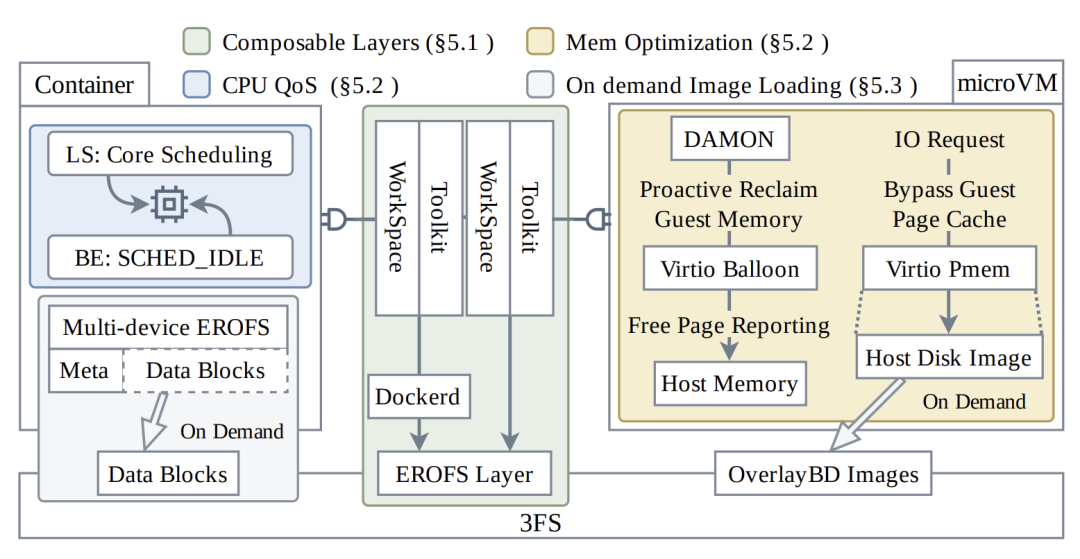 Composable Layers (§5.1 )
Mem Optimization (§5.2 )
CPU QoS (§5.2 )
On demand Image Loading (§5.3 )
Container
LS: Core Scheduling
BE: SCHED_IDLE
Multi-device EROFS
Meta
Data Blocks
On Demand
Data Blocks
WorkSpace
Toolkit
WorkSpace
Toolkit
Dockerd
EROFS Layer
microVM
DAMON
Proactive Reclaim
Guest Memory
Virtio Balloon
Free Page Reporting
Host Memory
IO Request
Bypass Guest
Page Cache
Virtio Pmem
Host Disk Image
On Demand
OverlayBD Images
3FS